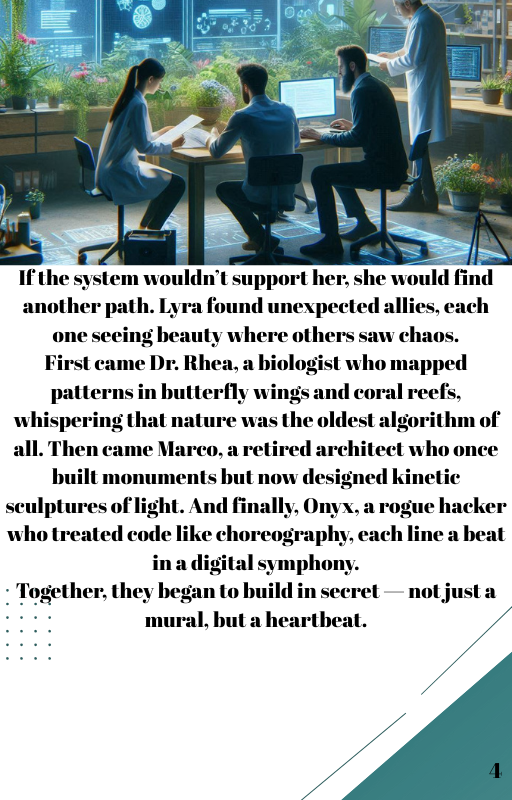 If the system wouldn’t support her, she would find
another path. Lyra found unexpected allies, each
one seeing beauty where others saw chaos.
First came Dr. Rhea, a biologist who mapped
patterns in butterfly wings and coral reefs,
whispering that nature was the oldest algorithm of
all. Then came Marco, a retired architect who once
built monuments but now designed kinetic
sculptures of light. And finally, Onyx, a rogue hacker
who treated code like choreography, each line a beat
in a digital symphony.
Together, they began to build in secret — not just a
mural, but a heartbeat.
4